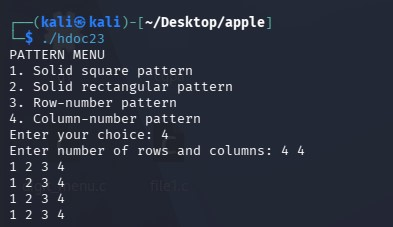 ┌──(kali㉿kali)-[~/Desktop/apple]
└─$ ./hdoc23
PATTERN MENU
1. Solid square pattern
2. Solid rectangular pattern
3. Row-number pattern
4. Column-number pattern
Enter your choice: 4
Enter number of rows and columns: 4 4
1 2 3 4
1 2 3 4
1 2 3 4
1 2 3 4